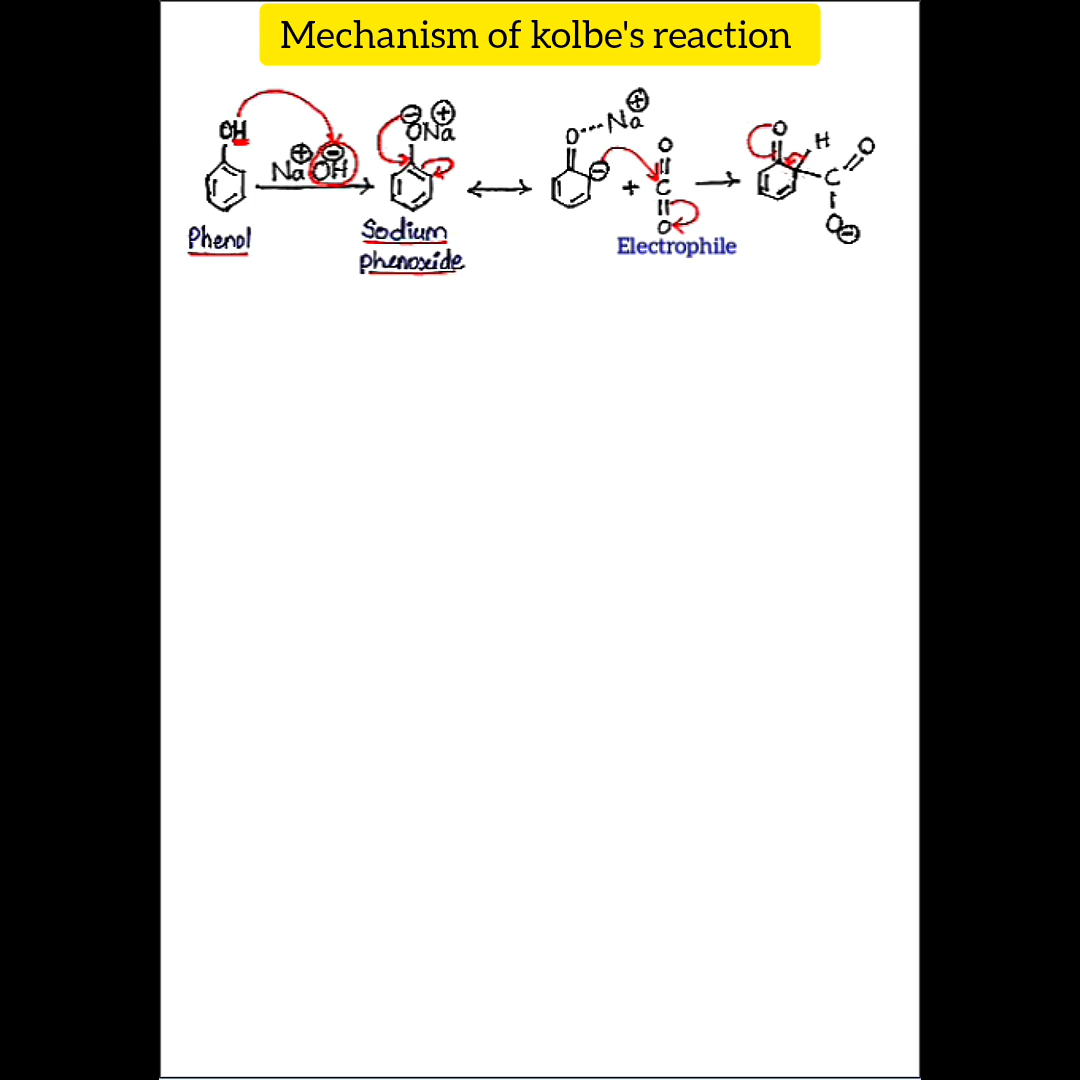 Mechanism of kolbe's reaction
OH
Na⊕ OH⊖
Phenol
⊖ ⊕
ONa
Sodium
phenoxide
O---Na⊕
⊖
+
O
C
O
Electrophile
O
H
C
O
O⊖